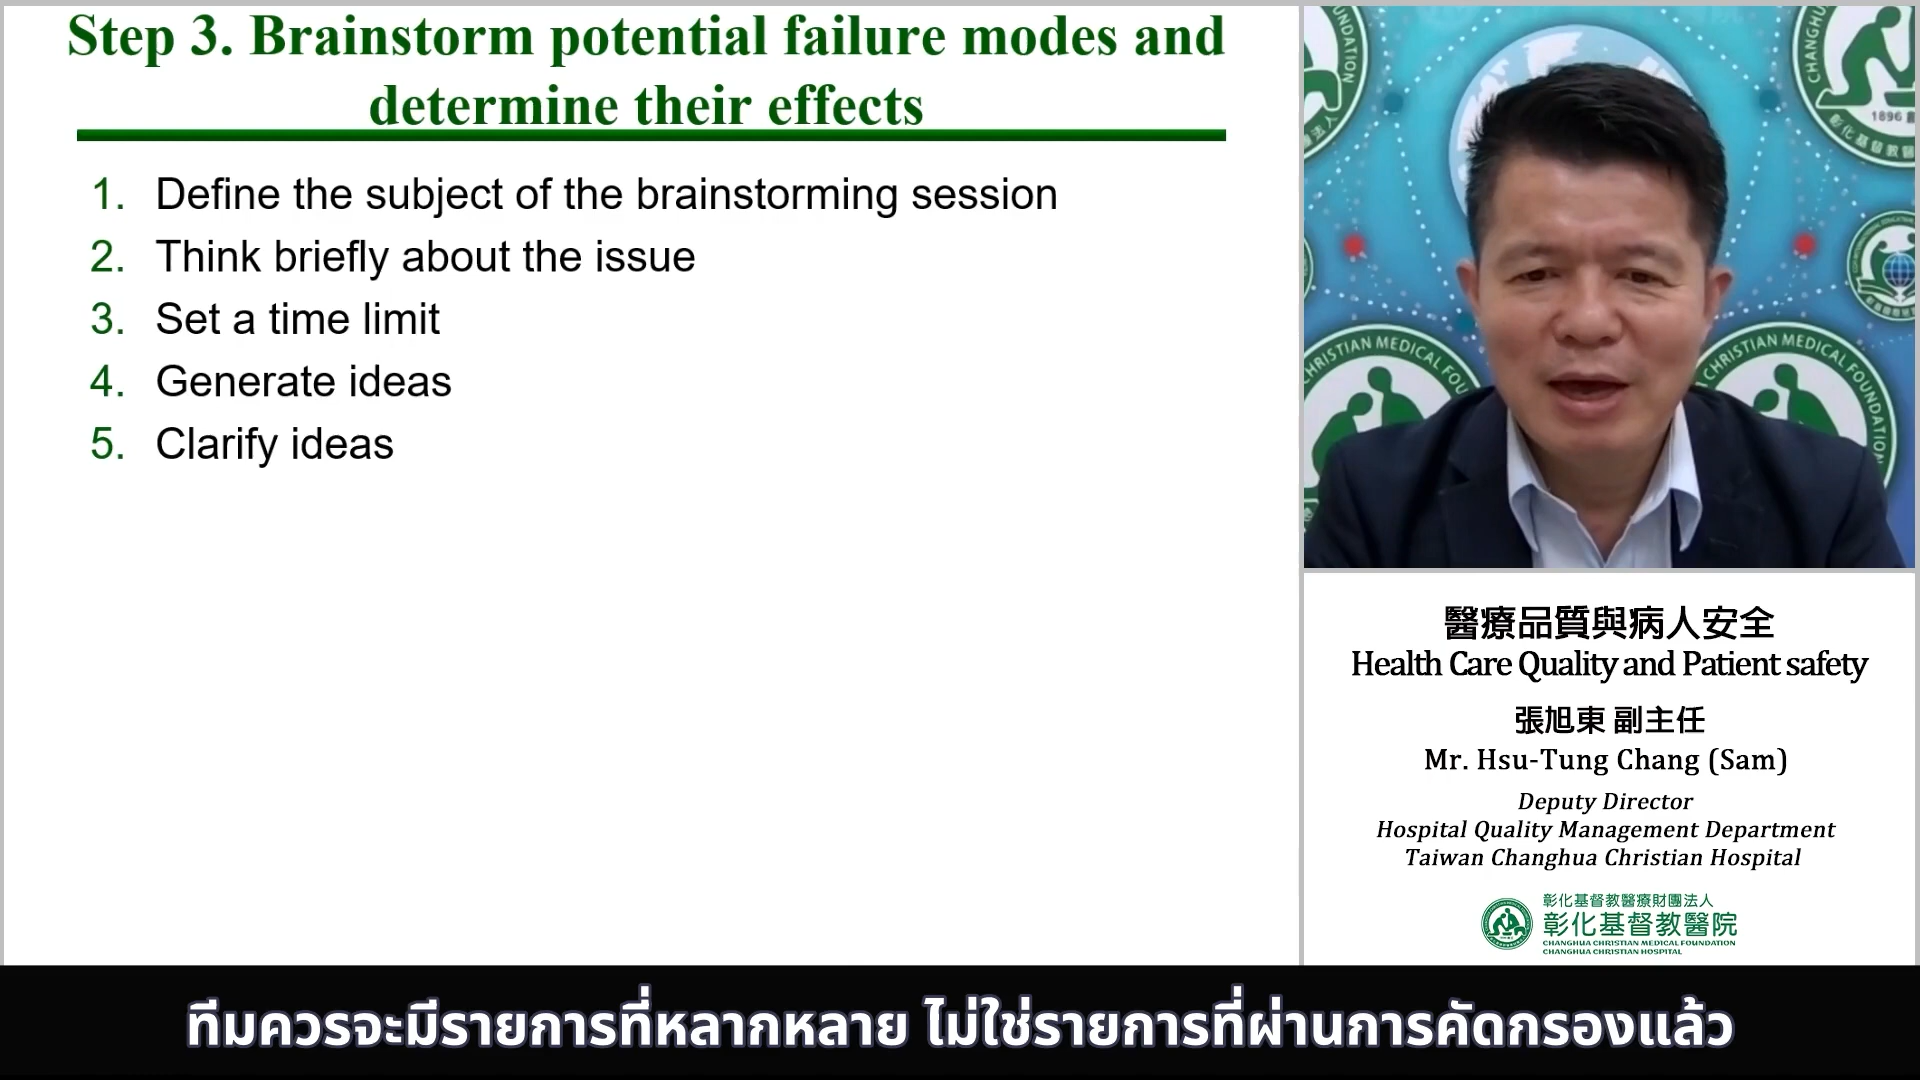 Step 3. Brainstorm potential failure modes and
determine their effects
1. Define the subject of the brainstorming session
2. Think briefly about the issue
3. Set a time limit
4. Generate ideas
5. Clarify ideas
1896
CHRISTIAN MEDICAL FOU
CHRISTIAN MEDICAL FOUNDATION
醫療品質與病人安全
Health Care Quality and Patient safety
張旭東 副主任
Mr. Hsu-Tung Chang (Sam)
Deputy Director
Hospital Quality Management Department
Taiwan Changhua Christian Hospital
彰化基督教醫療財團法人
彰化基督教醫院
CHANGHUA CHRISTIAN MEDICAL FOUNDATION
CHANGHUA CHRISTIAN HOSPITAL
ทีมควรจะมีรายการที่หลากหลาย ไม่ใช่รายการที่ผ่านการคัดกรองแล้ว